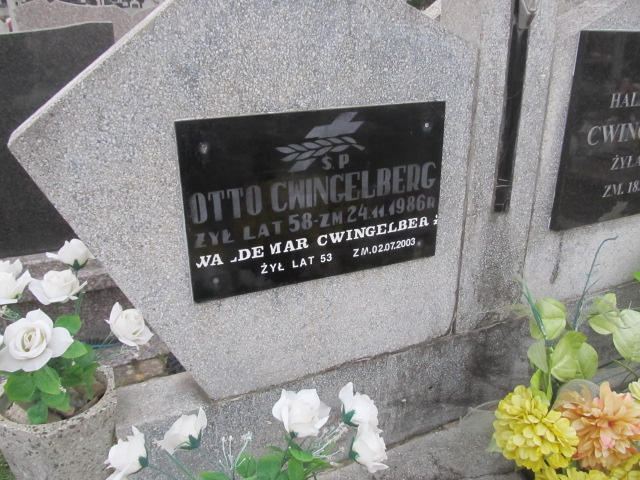 Ś.P
OTTO CWINGELBERG
ŻYŁ LAT 58-ZM 24.11.1986R
WALDEMAR CWINGELBER
ŻYŁ LAT 53 ZM.02.07.2003
HAL
CWING
ŻYŁ
ZM. 18.